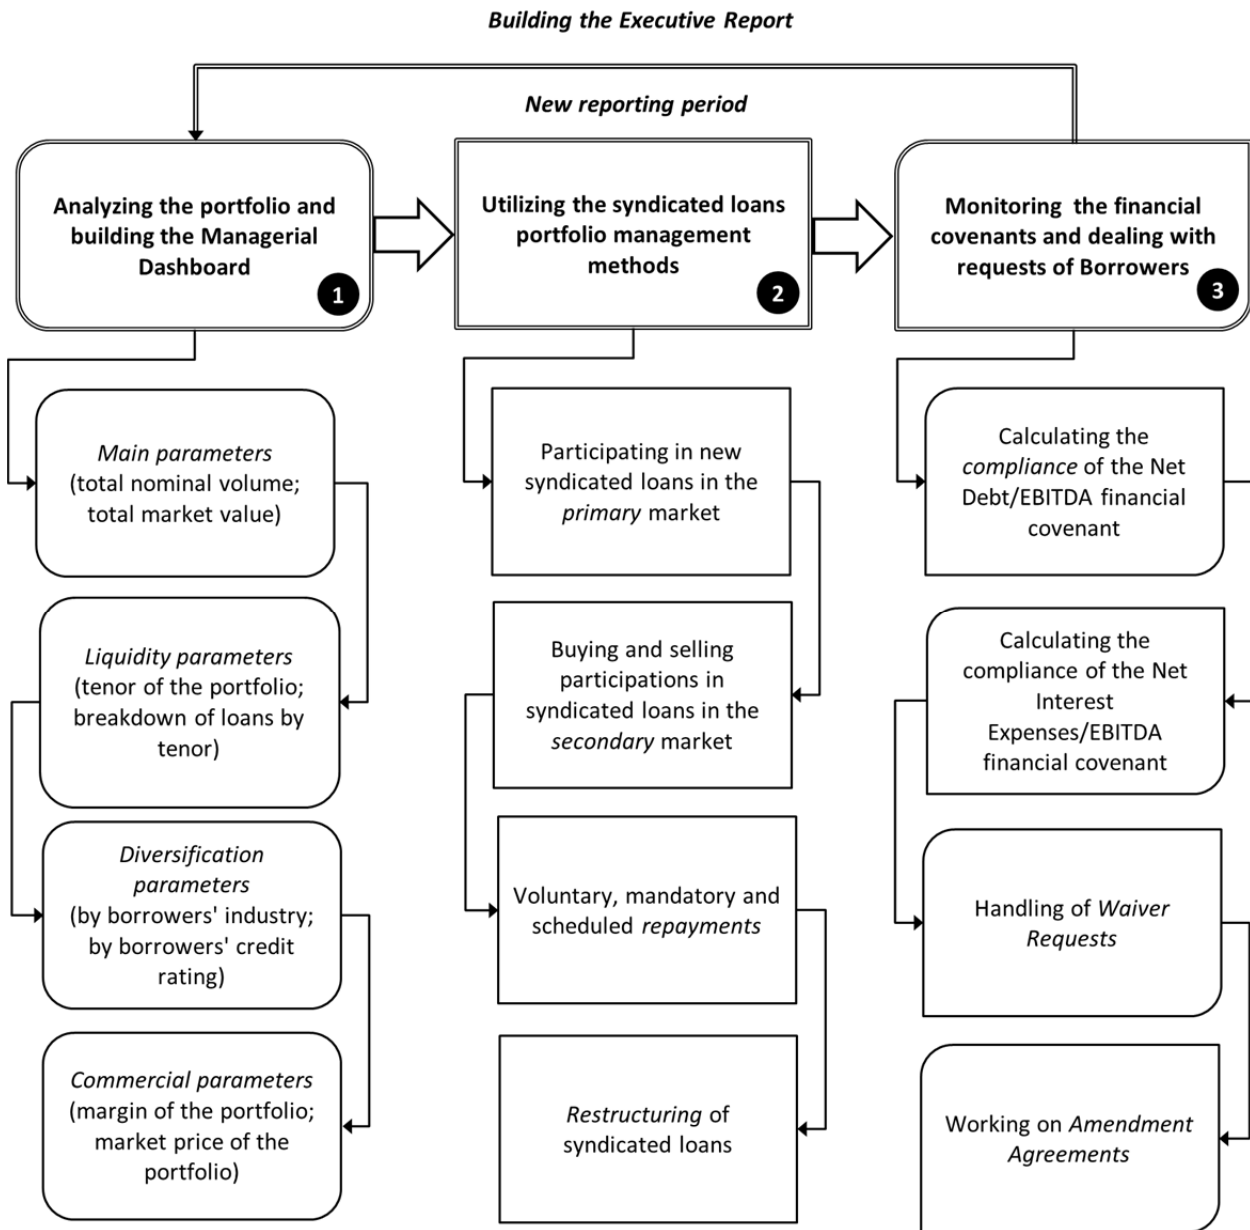 Building the Executive Report
New reporting period
Analyzing the portfolio and
building the Managerial
Dashboard
1
Utilizing the syndicated loans
portfolio management
methods
2
Monitoring the financial
covenants and dealing with
requests of Borrowers
3
Main parameters
(total nominal volume;
total market value)
Liquidity parameters
(tenor of the portfolio;
breakdown of loans by
tenor)
Diversification
parameters
(by borrowers' industry;
by borrowers' credit
rating)
Commercial parameters
(margin of the portfolio;
market price of the
portfolio)
Participating in new
syndicated loans in the
primary market
Buying and selling
participations in
syndicated loans in the
secondary market
Voluntary, mandatory and
scheduled repayments
Restructuring of
syndicated loans
Calculating the
compliance of the Net
Debt/EBITDA financial
covenant
Calculating the
compliance of the Net
Interest
Expenses/EBITDA
financial covenant
Handling of Waiver
Requests
Working on Amendment
Agreements